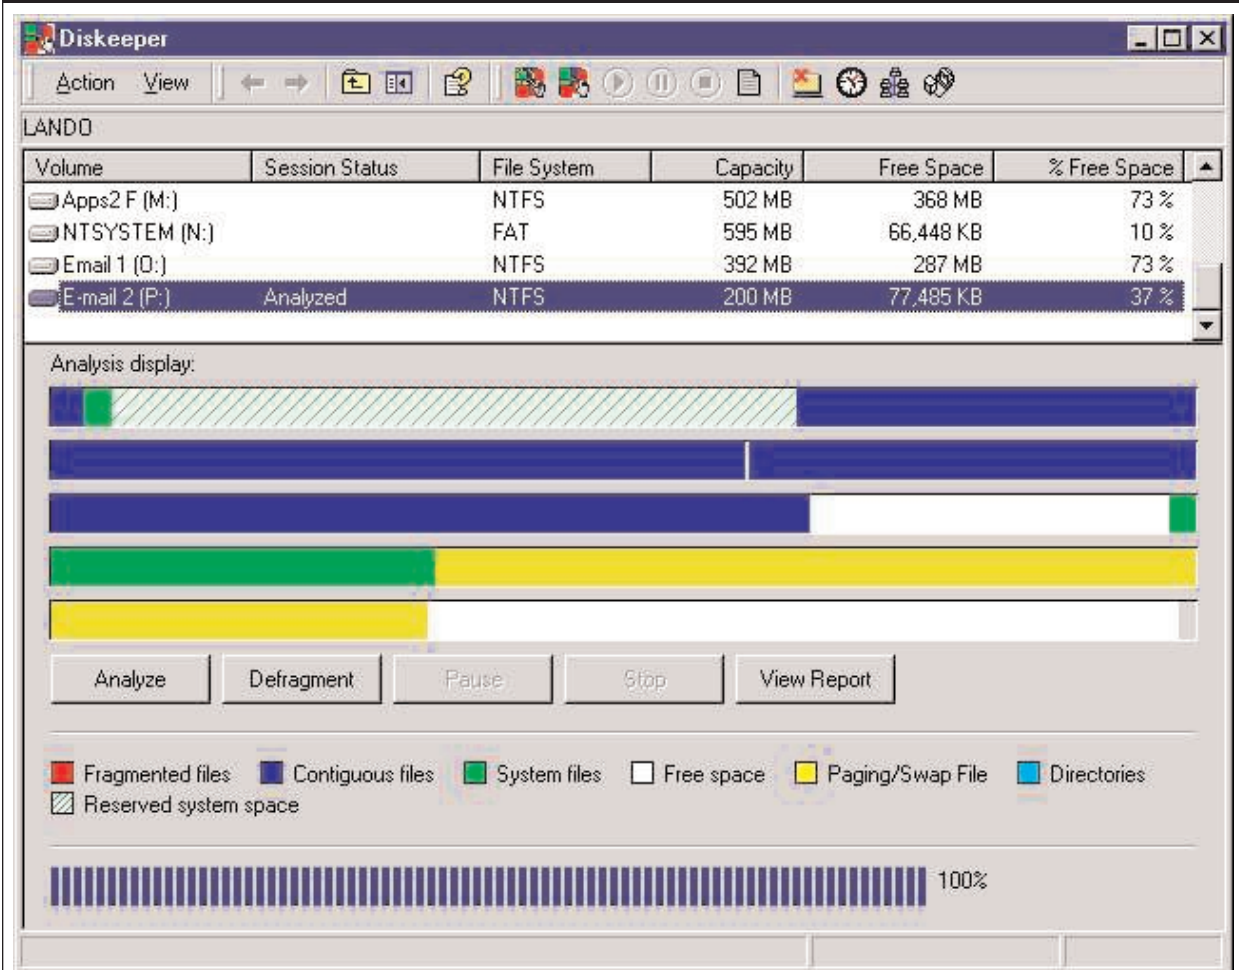 Diskeeper
Action View
LANDO
Volume Session Status File System Capacity Free Space % Free Space
Apps2 F (M:) NTFS 502 MB 368 MB 73 %
NTSYSTEM (N:) FAT 595 MB 66,448 KB 10 %
Email 1 (O:) NTFS 392 MB 287 MB 73 %
E-mail 2 (P:) Analyzed NTFS 200 MB 77,485 KB 37 %
Analysis display:
Analyze Defragment Pause Stop View Report
Fragmented files Contiguous files System files Free space Paging/Swap File Directories
Reserved system space
100%